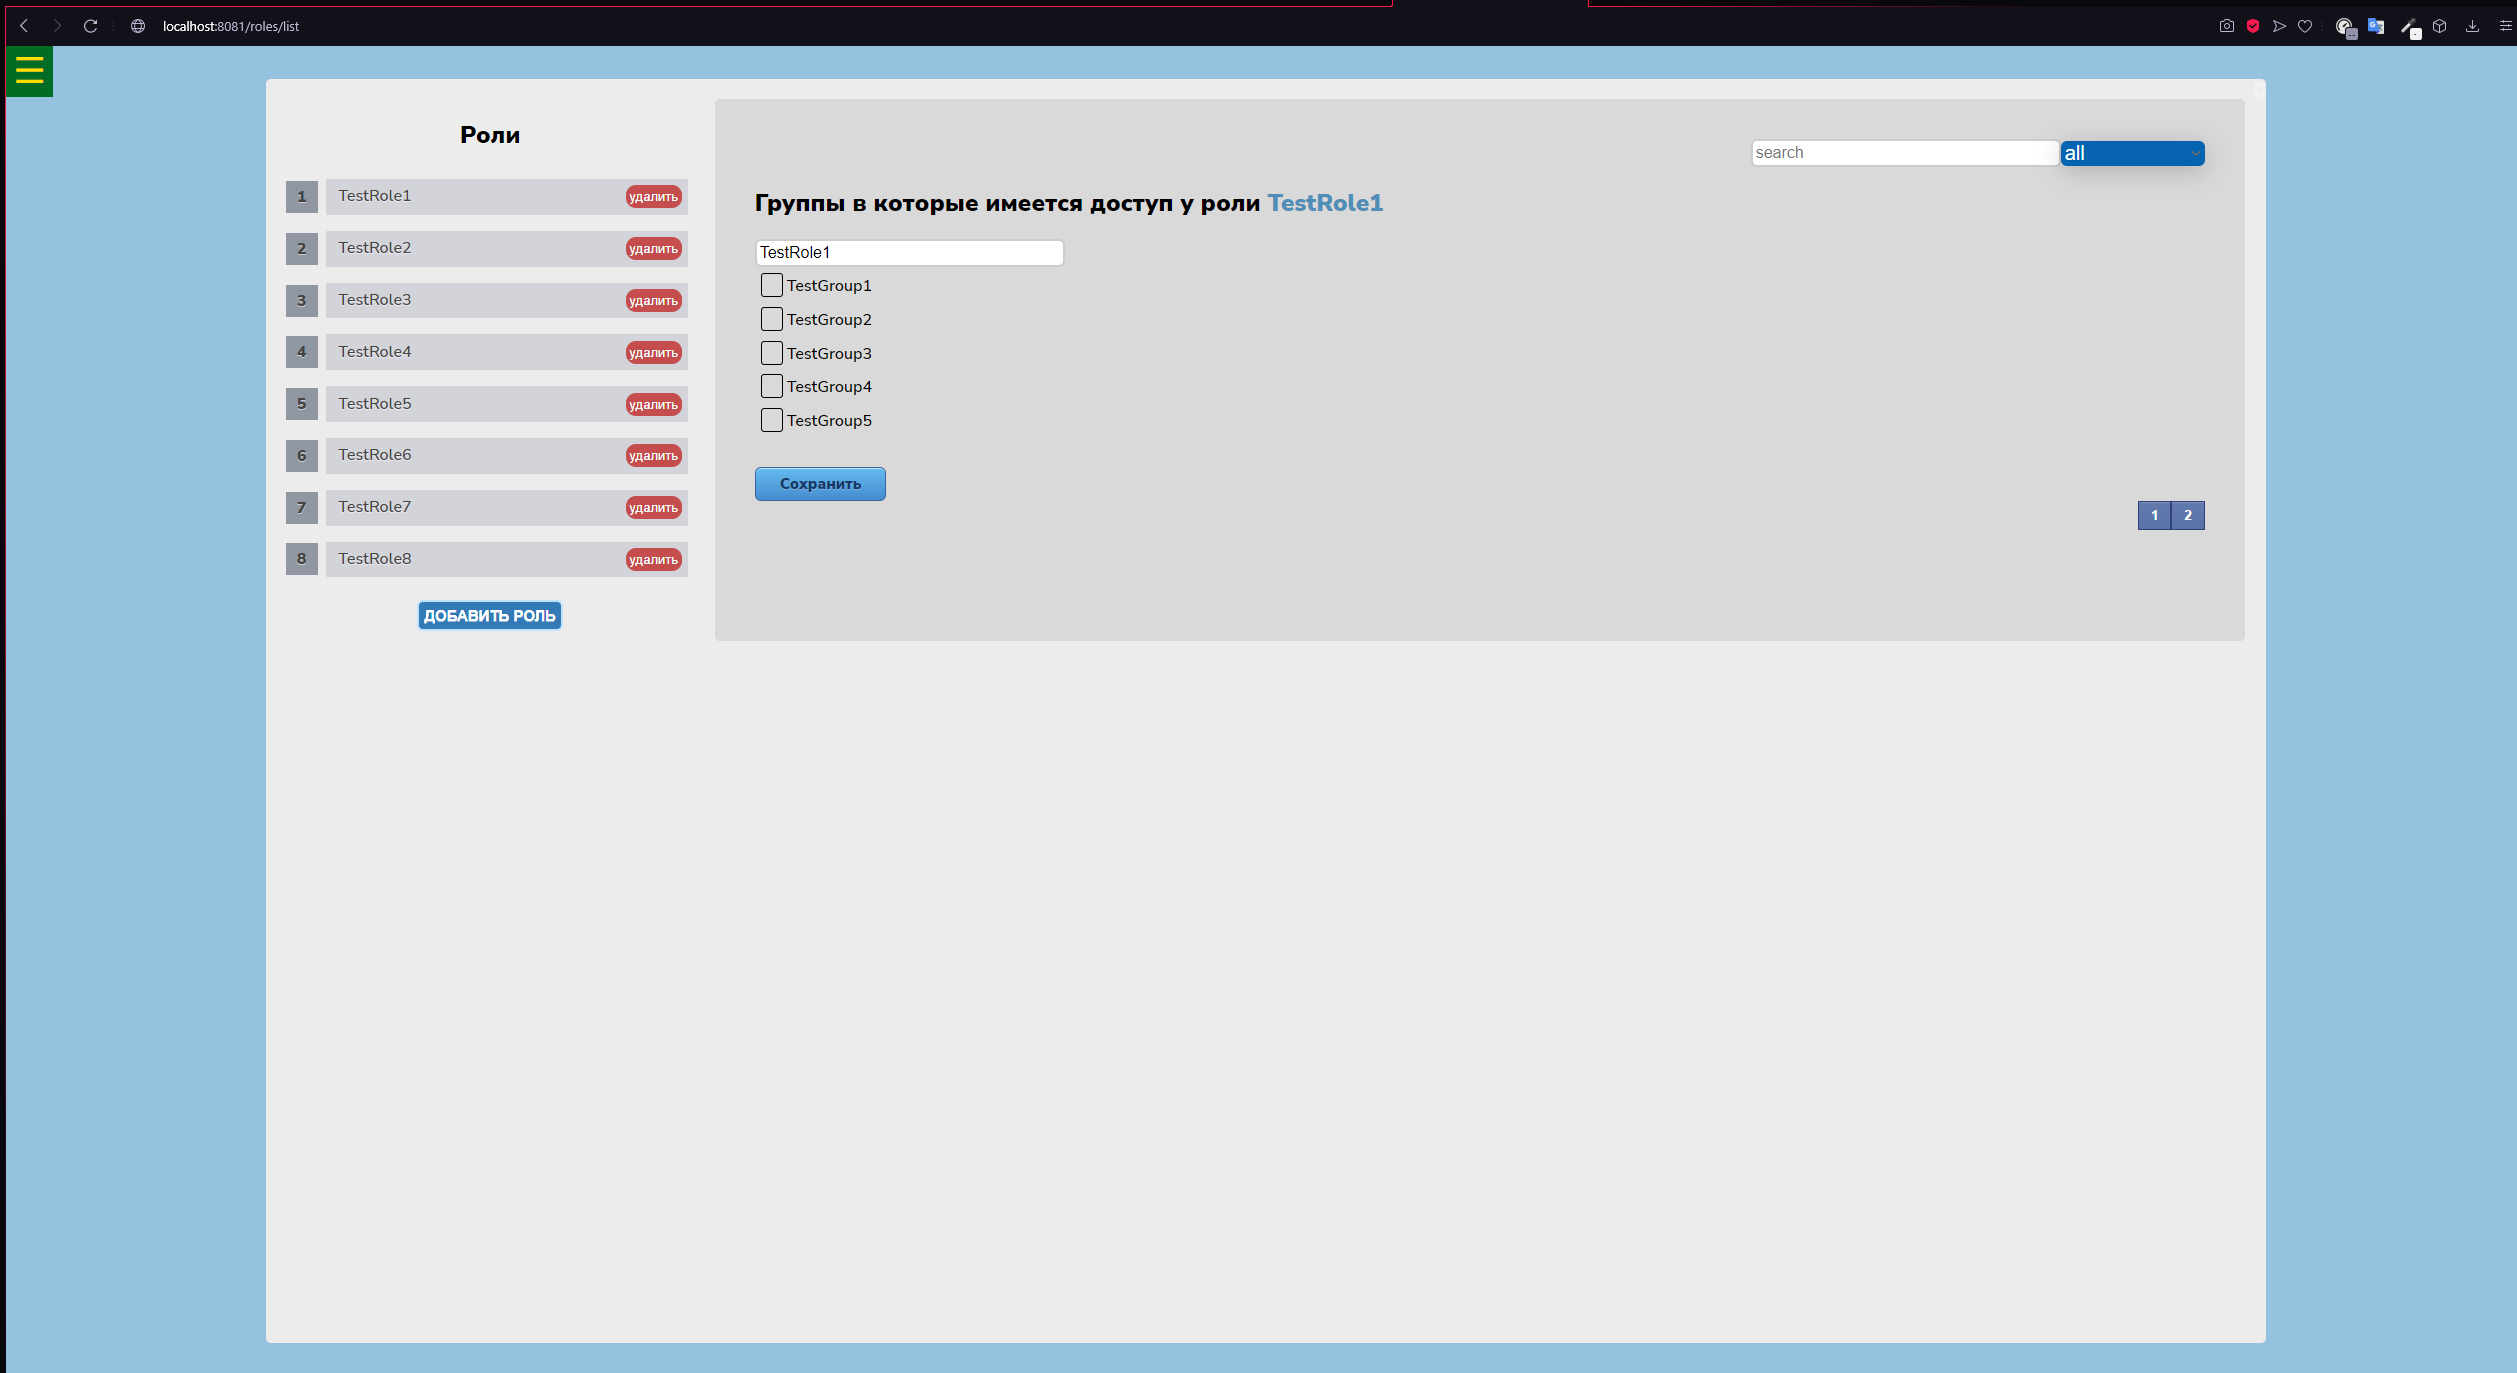 localhost:8081/roles/list
Роли
1 TestRole1 удалить
2 TestRole2 удалить
3 TestRole3 удалить
4 TestRole4 удалить
5 TestRole5 удалить
6 TestRole6 удалить
7 TestRole7 удалить
8 TestRole8 удалить
ДОБАВИТЬ РОЛЬ
search all
Группы в которые имеется доступ у роли TestRole1
TestRole1
TestGroup1
TestGroup2
TestGroup3
TestGroup4
TestGroup5
Сохранить
1 2